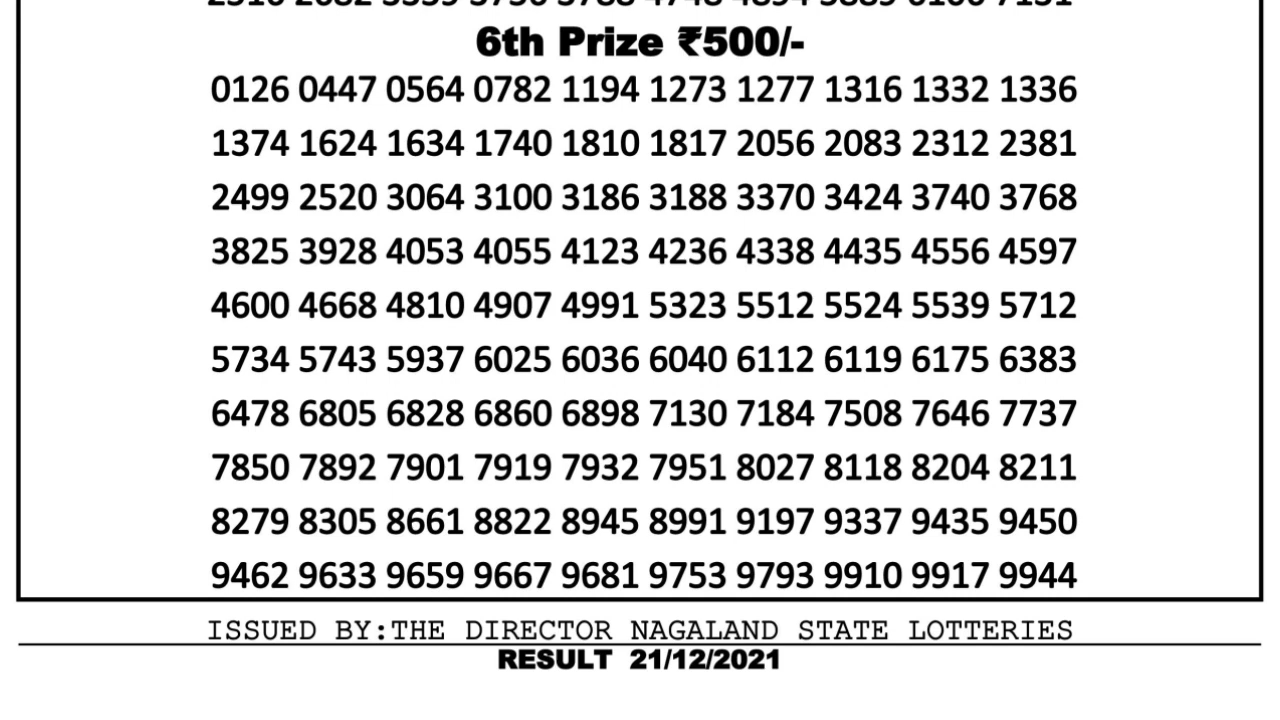 6th Prize ₹500/-
0126 0447 0564 0782 1194 1273 1277 1316 1332 1336
1374 1624 1634 1740 1810 1817 2056 2083 2312 2381
2499 2520 3064 3100 3186 3188 3370 3424 3740 3768
3825 3928 4053 4055 4123 4236 4338 4435 4556 4597
4600 4668 4810 4907 4991 5323 5512 5524 5539 5712
5734 5743 5937 6025 6036 6040 6112 6119 6175 6383
6478 6805 6828 6860 6898 7130 7184 7508 7646 7737
7850 7892 7901 7919 7932 7951 8027 8118 8204 8211
8279 8305 8661 8822 8945 8991 9197 9337 9435 9450
9462 9633 9659 9667 9681 9753 9793 9910 9917 9944
ISSUED BY:THE DIRECTOR NAGALAND STATE LOTTERIES
RESULT 21/12/2021